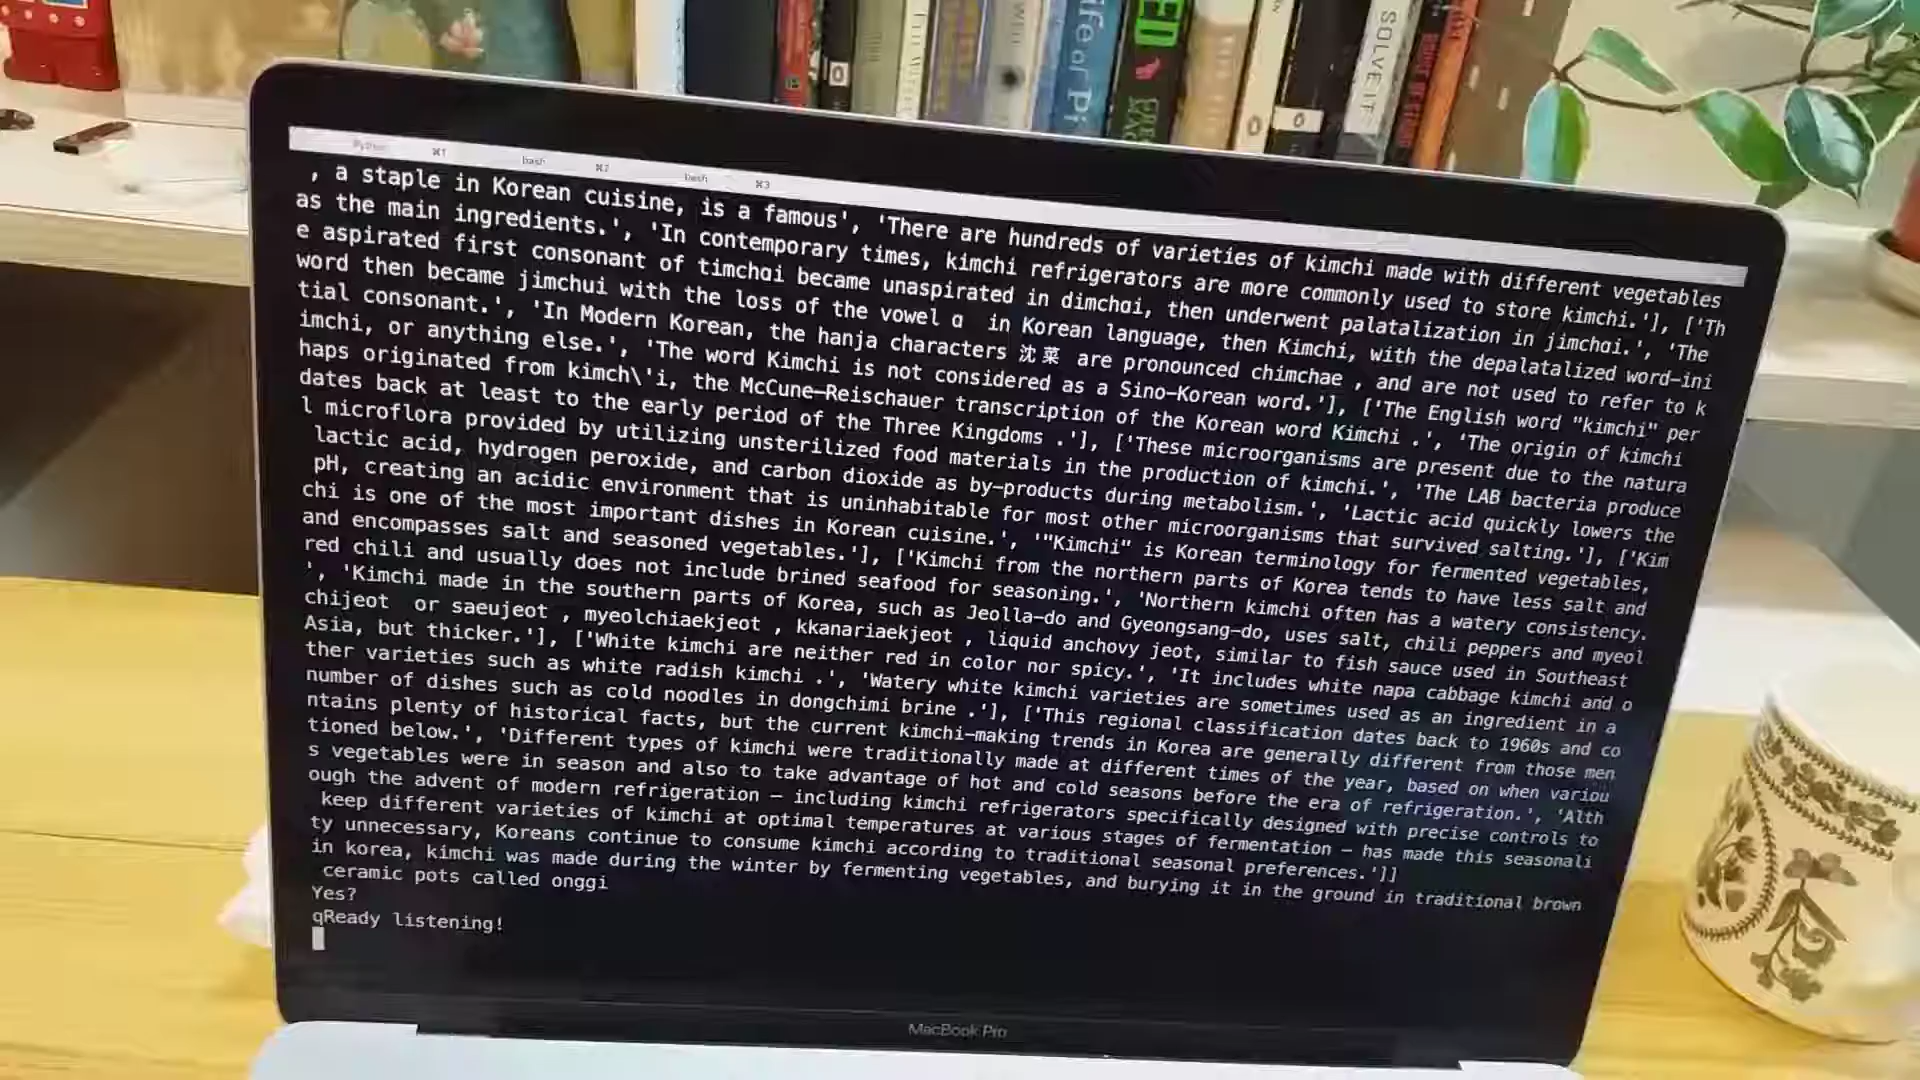 Life of Pi
SOLVE IT
Python ⌘1 bash ⌘2 bash ⌘3
, a staple in Korean cuisine, is a famous', 'There are hundreds of varieties of kimchi made with different vegetables
as the main ingredients.', 'In contemporary times, kimchi refrigerators are more commonly used to store kimchi.'], ['Th
e aspirated first consonant of timchɑi became unaspirated in dimchɑi, then underwent palatalization in jimchɑi.', 'The
word then became jimchui with the loss of the vowel ɑ in Korean language, then Kimchi, with the depalatalized word-ini
tial consonant.', 'In Modern Korean, the hanja characters 沈菜 are pronounced chimchae , and are not used to refer to k
imchi, or anything else.', 'The word Kimchi is not considered as a Sino-Korean word.'], ['The English word "kimchi" per
haps originated from kimch\'i, the McCune–Reischauer transcription of the Korean word Kimchi .', 'The origin of kimchi
dates back at least to the early period of the Three Kingdoms .'], ['These microorganisms are present due to the natura
l microflora provided by utilizing unsterilized food materials in the production of kimchi.', 'The LAB bacteria produce
lactic acid, hydrogen peroxide, and carbon dioxide as by-products during metabolism.', 'Lactic acid quickly lowers the
pH, creating an acidic environment that is uninhabitable for most other microorganisms that survived salting.'], ['Kim
chi is one of the most important dishes in Korean cuisine.', '"Kimchi" is Korean terminology for fermented vegetables,
and encompasses salt and seasoned vegetables.'], ['Kimchi from the northern parts of Korea tends to have less salt and
red chili and usually does not include brined seafood for seasoning.', 'Northern kimchi often has a watery consistency.
', 'Kimchi made in the southern parts of Korea, such as Jeolla-do and Gyeongsang-do, uses salt, chili peppers and myeol
chijeot or saeujeot , myeolchiaekjeot , kkanariaekjeot , liquid anchovy jeot, similar to fish sauce used in Southeast
Asia, but thicker.'], ['White kimchi are neither red in color nor spicy.', 'It includes white napa cabbage kimchi and o
ther varieties such as white radish kimchi .', 'Watery white kimchi varieties are sometimes used as an ingredient in a
number of dishes such as cold noodles in dongchimi brine .'], ['This regional classification dates back to 1960s and co
ntains plenty of historical facts, but the current kimchi-making trends in Korea are generally different from those men
tioned below.', 'Different types of kimchi were traditionally made at different times of the year, based on when variou
s vegetables were in season and also to take advantage of hot and cold seasons before the era of refrigeration.', 'Alth
ough the advent of modern refrigeration – including kimchi refrigerators specifically designed with precise controls to
keep different varieties of kimchi at optimal temperatures at various stages of fermentation – has made this seasonali
ty unnecessary, Koreans continue to consume kimchi according to traditional seasonal preferences.']]
in korea, kimchi was made during the winter by fermenting vegetables, and burying it in the ground in traditional brown
ceramic pots called onggi
Yes?
qReady listening!
MacBook Pro